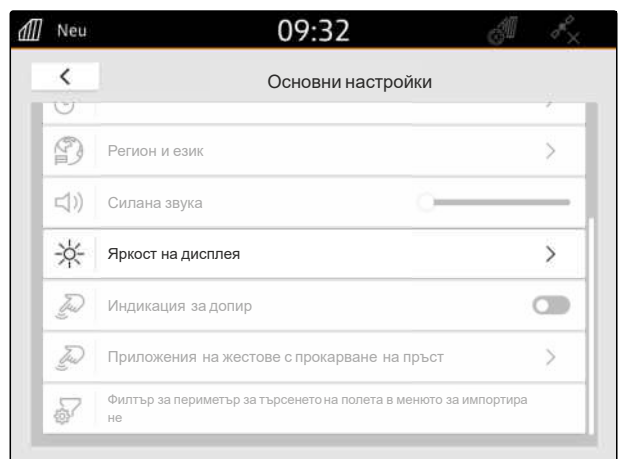 Neu
09:32
Основни настройки
Регион и език
Силана звука
Яркост на дисплея
Индикация за допир
Приложения на жестове с прокарване на пръст
Филтър за периметър за търсенето на полета в менюто за импортира
не